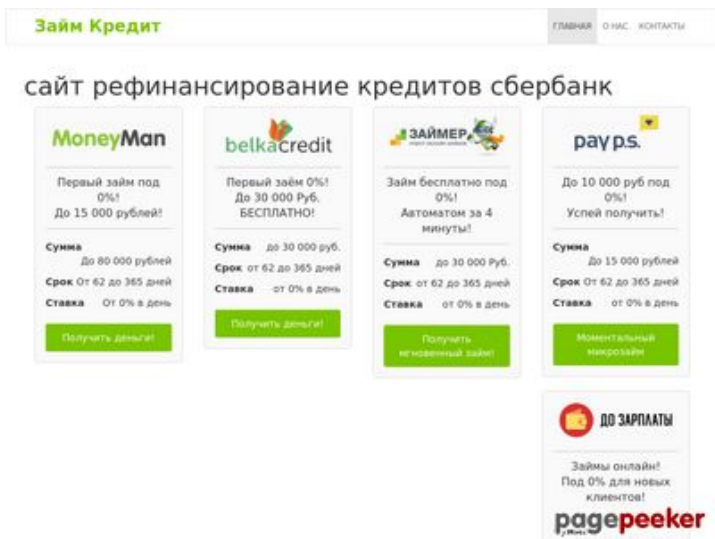 Займ Кредит
ГЛАВНАЯ О НАС КОНТАКТЫ
сайт рефинансирование кредитов сбербанк
MoneyMan
Первый займ под
0%!
До 15 000 рублей!
Сумма
До 80 000 рублей
Срок От 62 до 365 дней
Ставка От 0% в день
Получить деньги!
belkacredit
Первый заём 0%!
До 30 000 Руб.
БЕСПЛАТНО!
Сумма до 30 000 руб.
Срок от 62 до 365 дней
Ставка от 0% в день
Получить деньги!
ЗАЙМЕР
Займ бесплатно под
0%!
Автоматом за 4
минуты!
Сумма до 30 000 Руб.
Срок от 62 до 365 дней
Ставка от 0% в день
Получить
мгновенный займ!
pay p.s.
До 10 000 руб под
0%!
Успей получить!
Сумма
До 15 000 рублей
Срок От 62 до 365 дней
Ставка от 0% в день
Моментальный
микрозайм
ДО ЗАРПЛАТЫ
Займы онлайн!
Под 0% для новых
клиентов!
pagepeeker